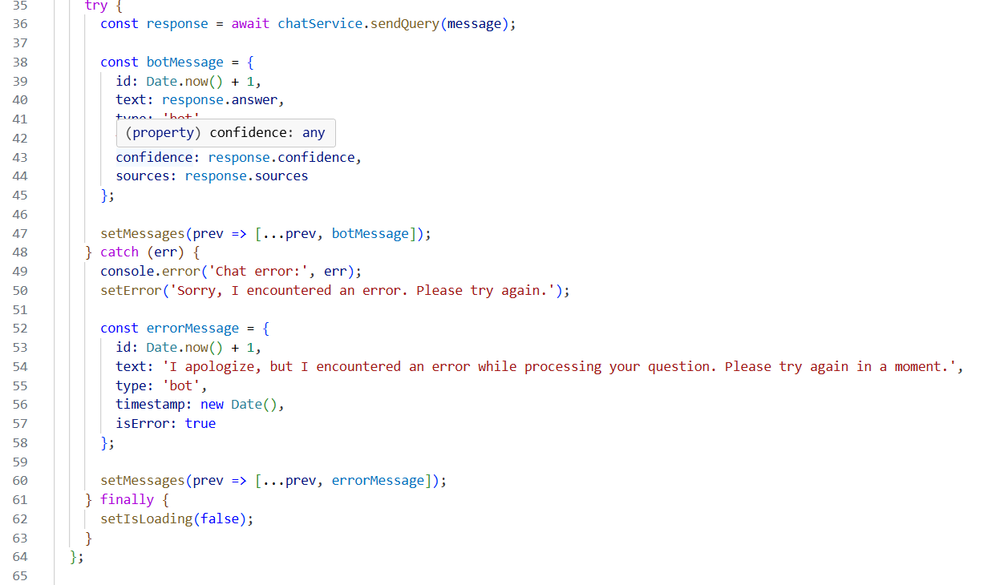 35 try {
36 const response = await chatService.sendQuery(message);
37
38 const botMessage = {
39 id: Date.now() + 1,
40 text: response.answer,
41
(property) confidence: any
42
43 confidence: response.confidence,
44 sources: response.sources
45 };
46
47 setMessages(prev => [...prev, botMessage]);
48 } catch (err) {
49 console.error('Chat error:', err);
50 setError('Sorry, I encountered an error. Please try again.');
51
52 const errorMessage = {
53 id: Date.now() + 1,
54 text: 'I apologize, but I encountered an error while processing your question. Please try again in a moment.',
55 type: 'bot',
56 timestamp: new Date(),
57 isError: true
58 };
59
60 setMessages(prev => [...prev, errorMessage]);
61 } finally {
62 setIsLoading(false);
63 }
64 };
65